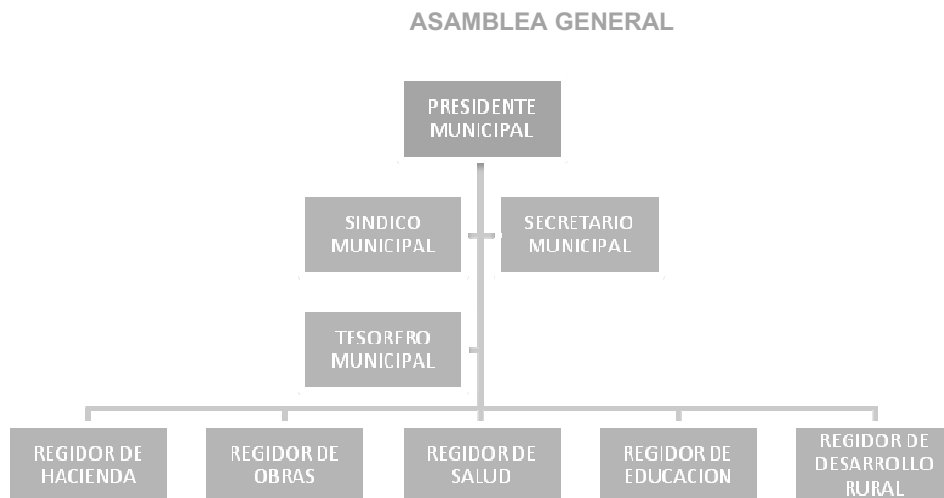 ASAMBLEA GENERAL
PRESIDENTE
MUNICIPAL
SINDICO
MUNICIPAL
SECRETARIO
MUNICIPAL
TESORERO
MUNICIPAL
REGIDOR DE
HACIENDA
REGIDOR DE
OBRAS
REGIDOR DE
SALUD
REGIDOR DE
EDUCACION
REGIDOR DE
DESARROLLO
RURAL